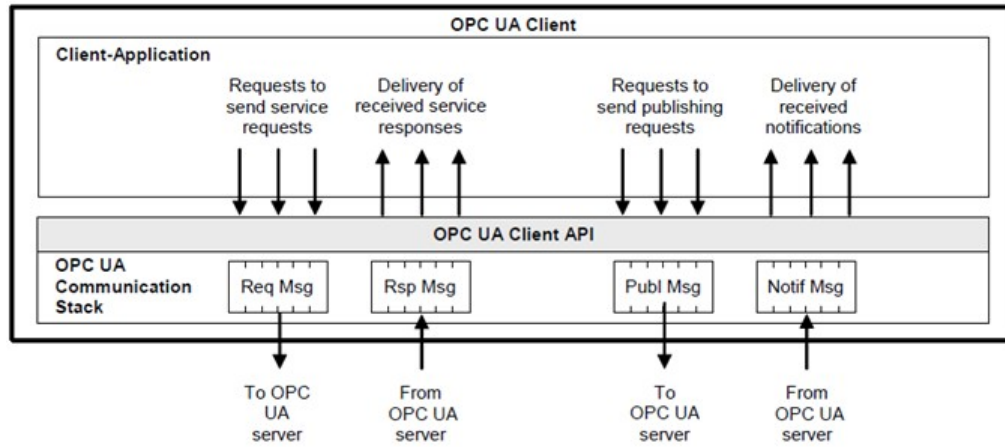 OPC UA Client
Client-Application
Requests to
send service
requests
Delivery of
received service
responses
Requests to
send publishing
requests
Delivery of
received
notifications
OPC UA Client API
OPC UA
Communication
Stack
Req Msg
Rsp Msg
Publ Msg
Notif Msg
To OPC
UA
server
From
OPC UA
server
To
OPC UA
server
From
OPC UA
server